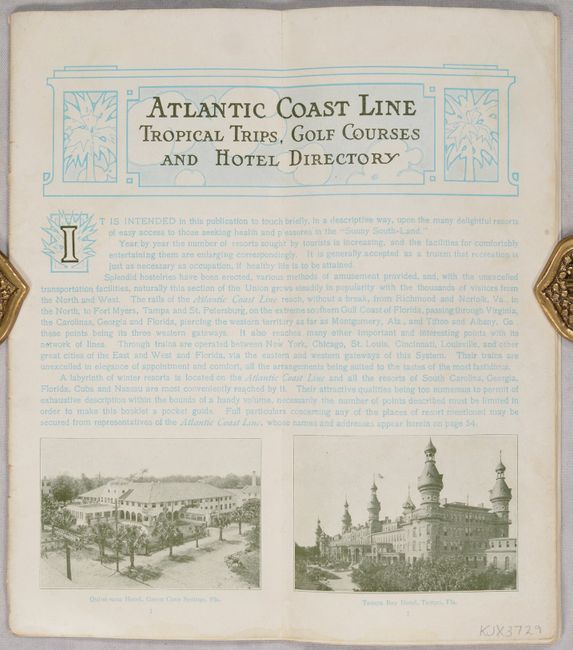 ATLANTIC COAST LINE
TROPICAL TRIPS, GOLF COURSES
AND HOTEL DIRECTORY
IT IS INTENDED in this publication to touch briefly, in a descriptive way, upon the many delightful resorts
of easy access to those seeking health and pleasures in the "Sunny South-Land."
Year by year the number of resorts sought by tourists is increasing, and the facilities for comfortably
entertaining them are enlarging correspondingly. It is generally accepted as a truism that recreation is
just as necessary as occupation, if healthy life is to be attained.
Splendid hostelries have been erected, various methods of amusement provided, and, with the unexcelled
transportation facilities, naturally this section of the Union grows steadily in popularity with the thousands of visitors from
the North and West. The rails of the Atlantic Coast Line reach, without a break, from Richmond and Norfolk, Va., in
the North, to Fort Myers, Tampa and St. Petersburg, on the extreme southern Gulf Coast of Florida, passing through Virginia,
the Carolinas, Georgia and Florida, piercing the western territory as far as Montgomery, Ala., and Tifton and Albany, Ga.,
these points being its three western gateways. It also reaches many other important and interesting points with its
network of lines. Through trains are operated between New York, Chicago, St. Louis, Cincinnati, Louisville, and other
great cities of the East and West and Florida, via the eastern and western gateways of this System. Their trains are
unexcelled in elegance of appointment and comfort, all the arrangements being suited to the tastes of the most fastidious.
A labyrinth of winter resorts is located on the Atlantic Coast Line and all the resorts of South Carolina, Georgia,
Florida, Cuba and Nassau are most conveniently reached by it. Their attractive qualities being too numerous to permit of
exhaustive description within the bounds of a handy volume, necessarily the number of points described must be limited in
order to make this booklet a pocket guide. Full particulars concerning any of the places of resort mentioned may be
secured from representatives of the Atlantic Coast Line, whose names and addresses appear herein on page 54.
Hotel, Green Cove Springs, Fla.
Tampa Bay Hotel, Tampa, Fla.
KJX3729